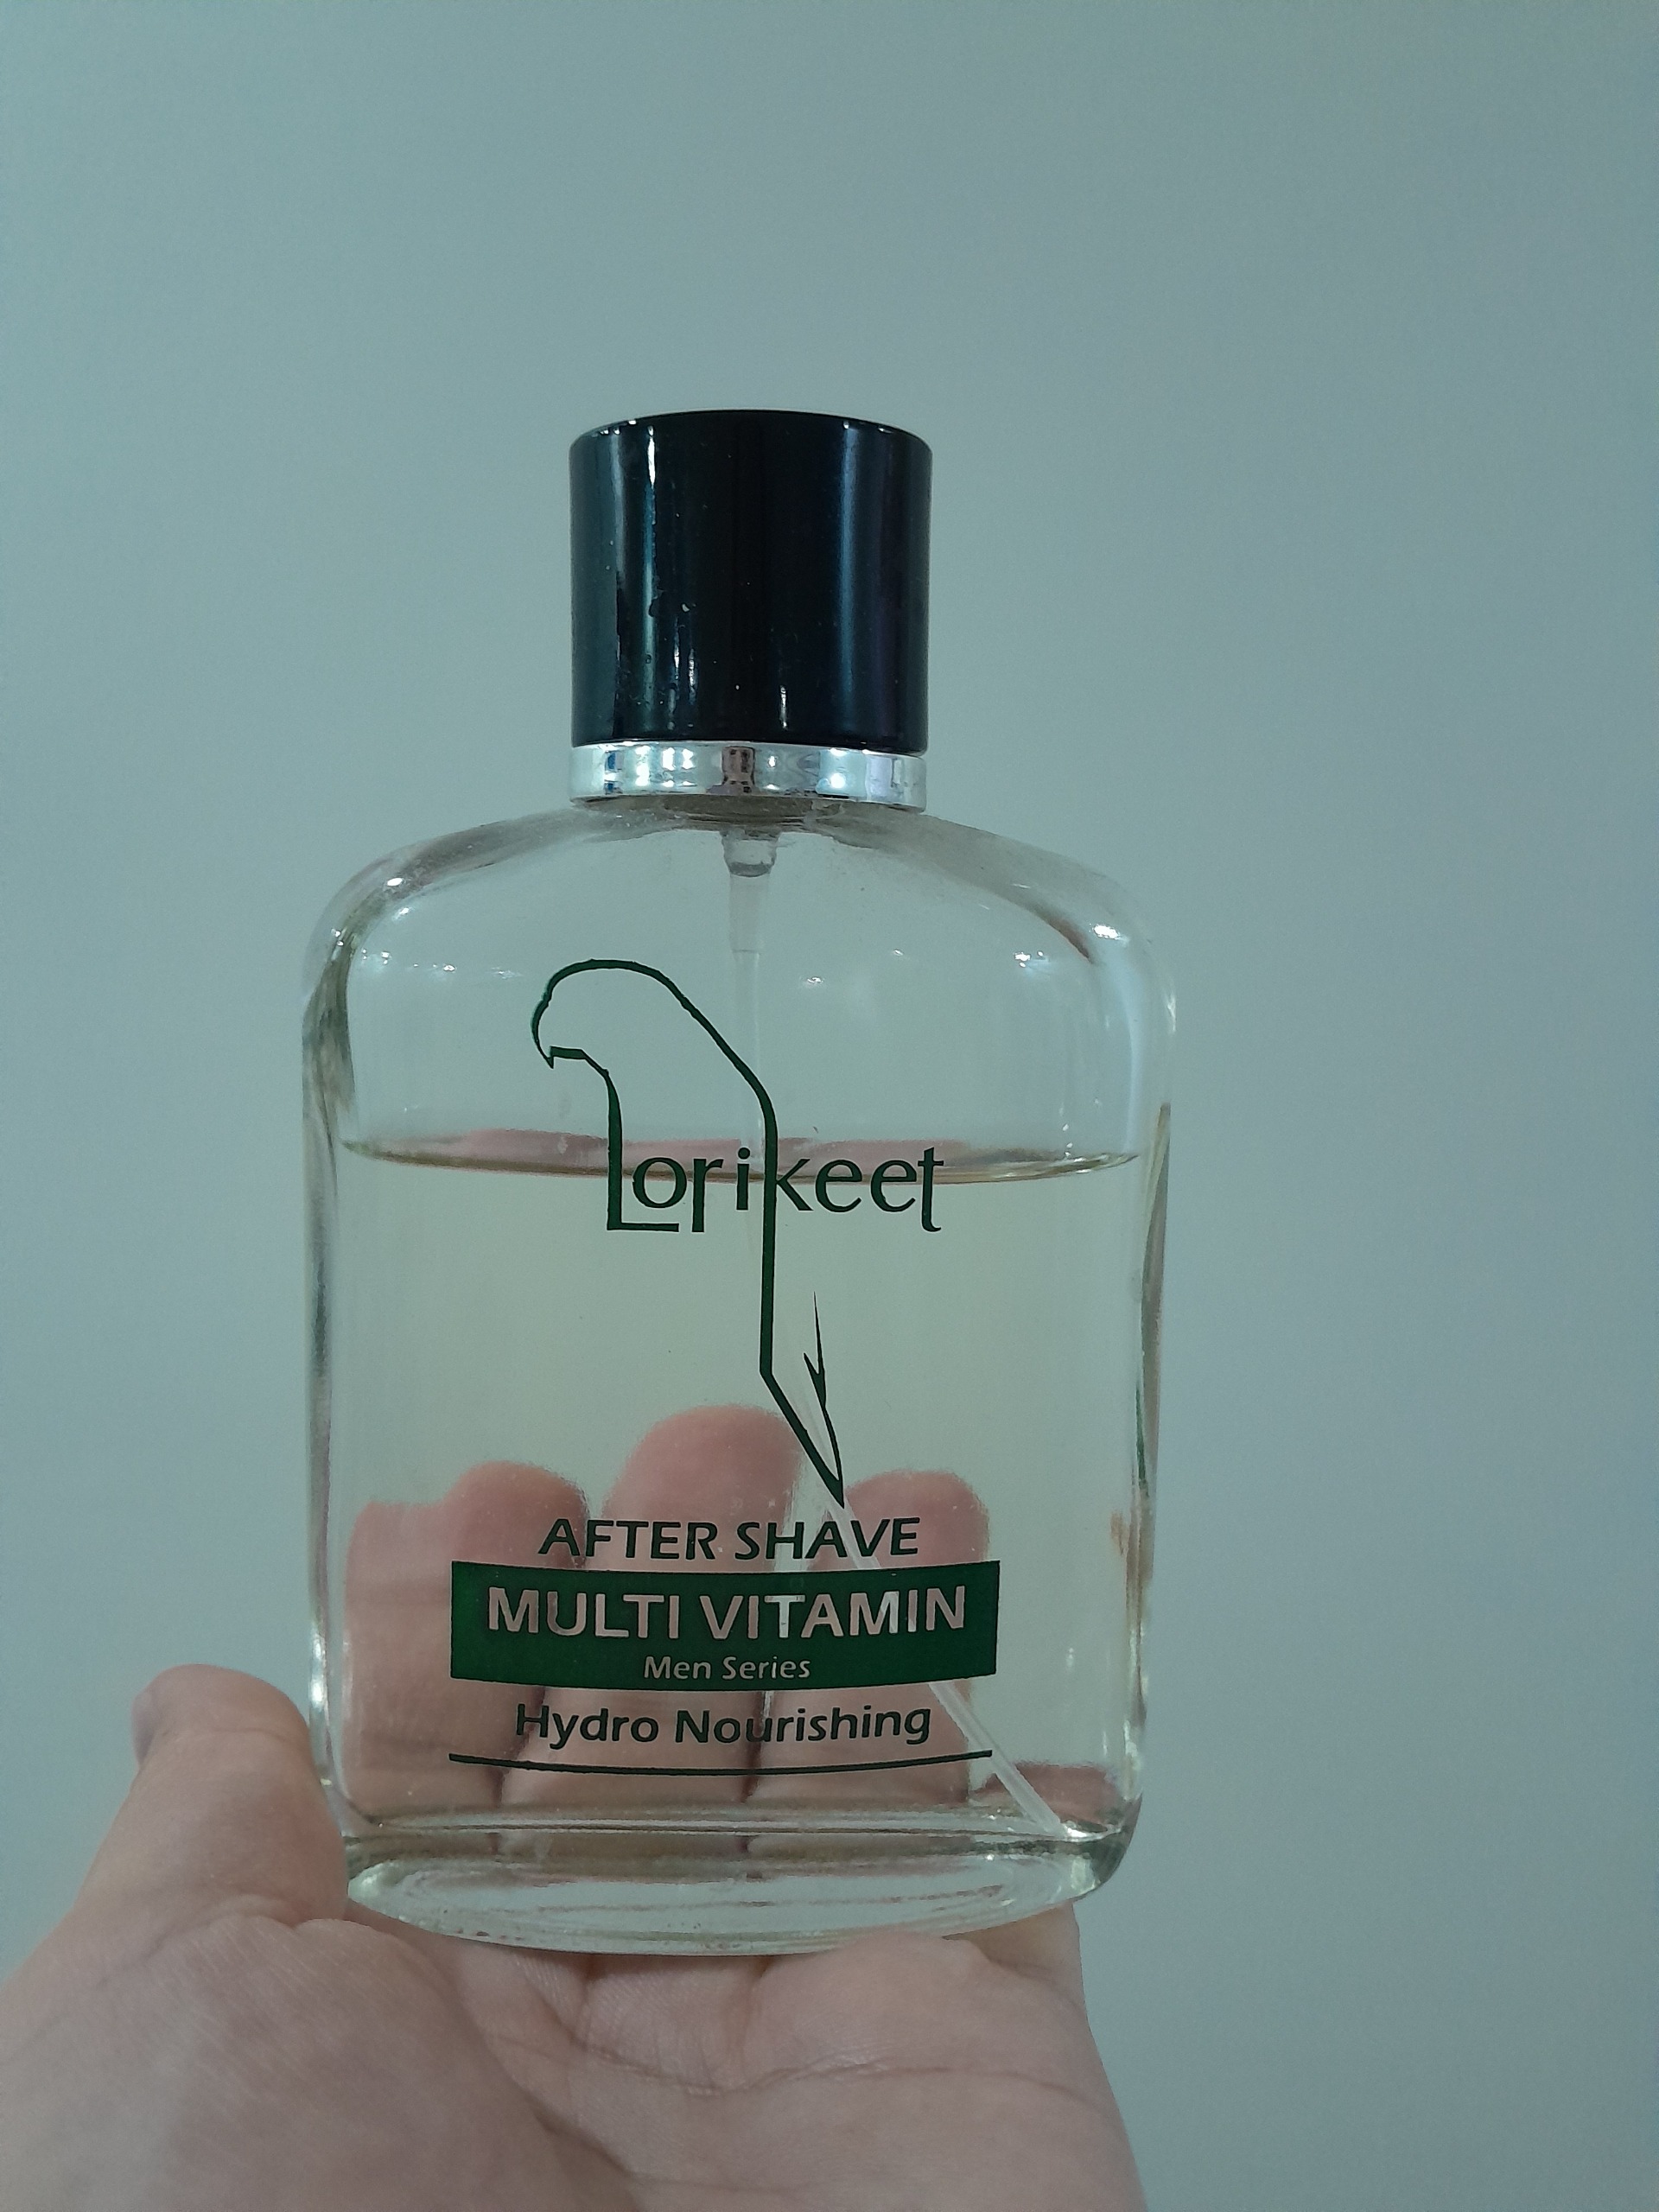 Lorikeet
AFTER SHAVE
MULTI VITAMIN
Men Series
Hydro Nourishing